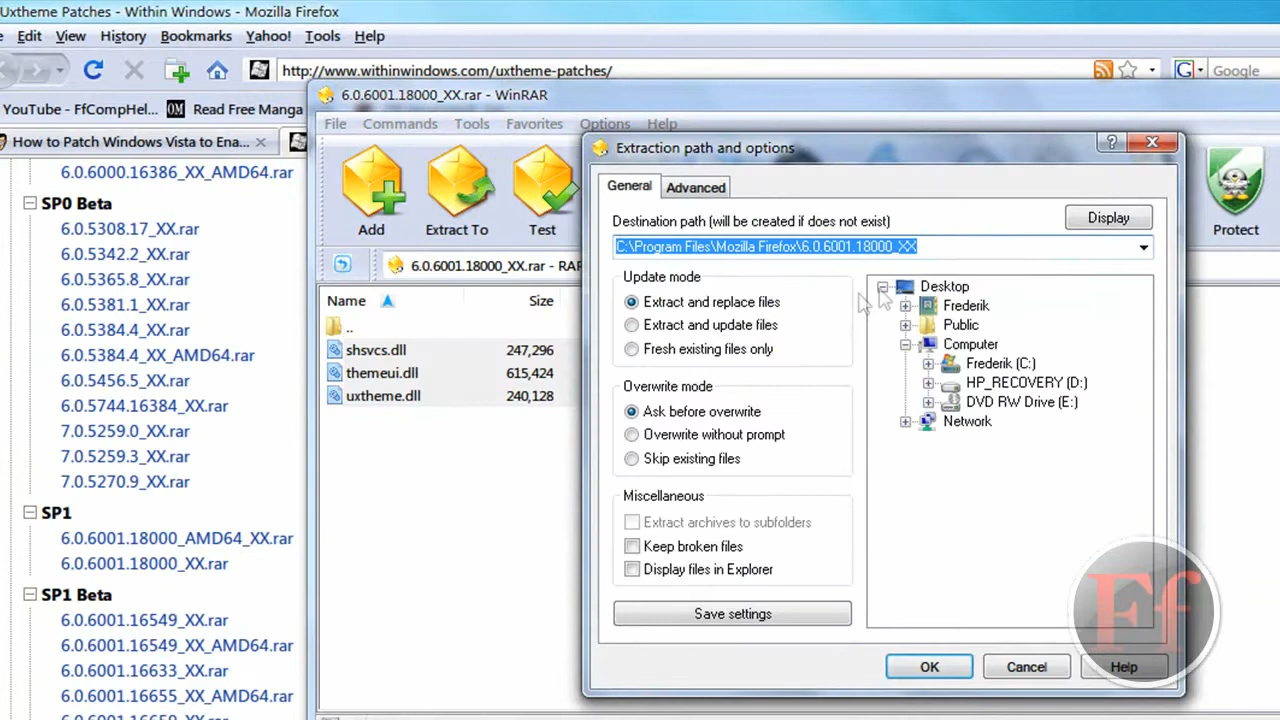 Uxtheme Patches - Within Windows - Mozilla Firefox
Edit View History Bookmarks Yahoo! Tools Help
http://www.withinwindows.com/uxtheme-patches/
Google
YouTube - FfCompHel... Read Free Manga
How to Patch Windows Vista to Ena...
6.0.6000.16386_XX_AMD64.rar
SP0 Beta
6.0.5308.17_XX.rar
6.0.5342.2_XX.rar
6.0.5365.8_XX.rar
6.0.5381.1_XX.rar
6.0.5384.4_XX.rar
6.0.5384.4_XX_AMD64.rar
6.0.5456.5_XX.rar
6.0.5744.16384_XX.rar
7.0.5259.0_XX.rar
7.0.5259.3_XX.rar
7.0.5270.9_XX.rar
SP1
6.0.6001.18000_AMD64_XX.rar
6.0.6001.18000_XX.rar
SP1 Beta
6.0.6001.16549_XX.rar
6.0.6001.16549_XX_AMD64.rar
6.0.6001.16633_XX.rar
6.0.6001.16655_XX_AMD64.rar
6.0.6001.16659_XX.rar
6.0.6001.18000_XX.rar - WinRAR
File Commands Tools Favorites Options Help
Add Extract To Test Protect
6.0.6001.18000_XX.rar - RAR
Name Size
..
shsvcs.dll 247,296
themeui.dll 615,424
uxtheme.dll 240,128
Extraction path and options
General Advanced
Destination path (will be created if does not exist)
Display
C:\Program Files\Mozilla Firefox\6.0.6001.18000_XX
Update mode
Extract and replace files
Extract and update files
Fresh existing files only
Overwrite mode
Ask before overwrite
Overwrite without prompt
Skip existing files
Miscellaneous
Extract archives to subfolders
Keep broken files
Display files in Explorer
Save settings
Desktop
Frederik
Public
Computer
Frederik (C:)
HP_RECOVERY (D:)
DVD RW Drive (E:)
Network
OK Cancel Help
Ff